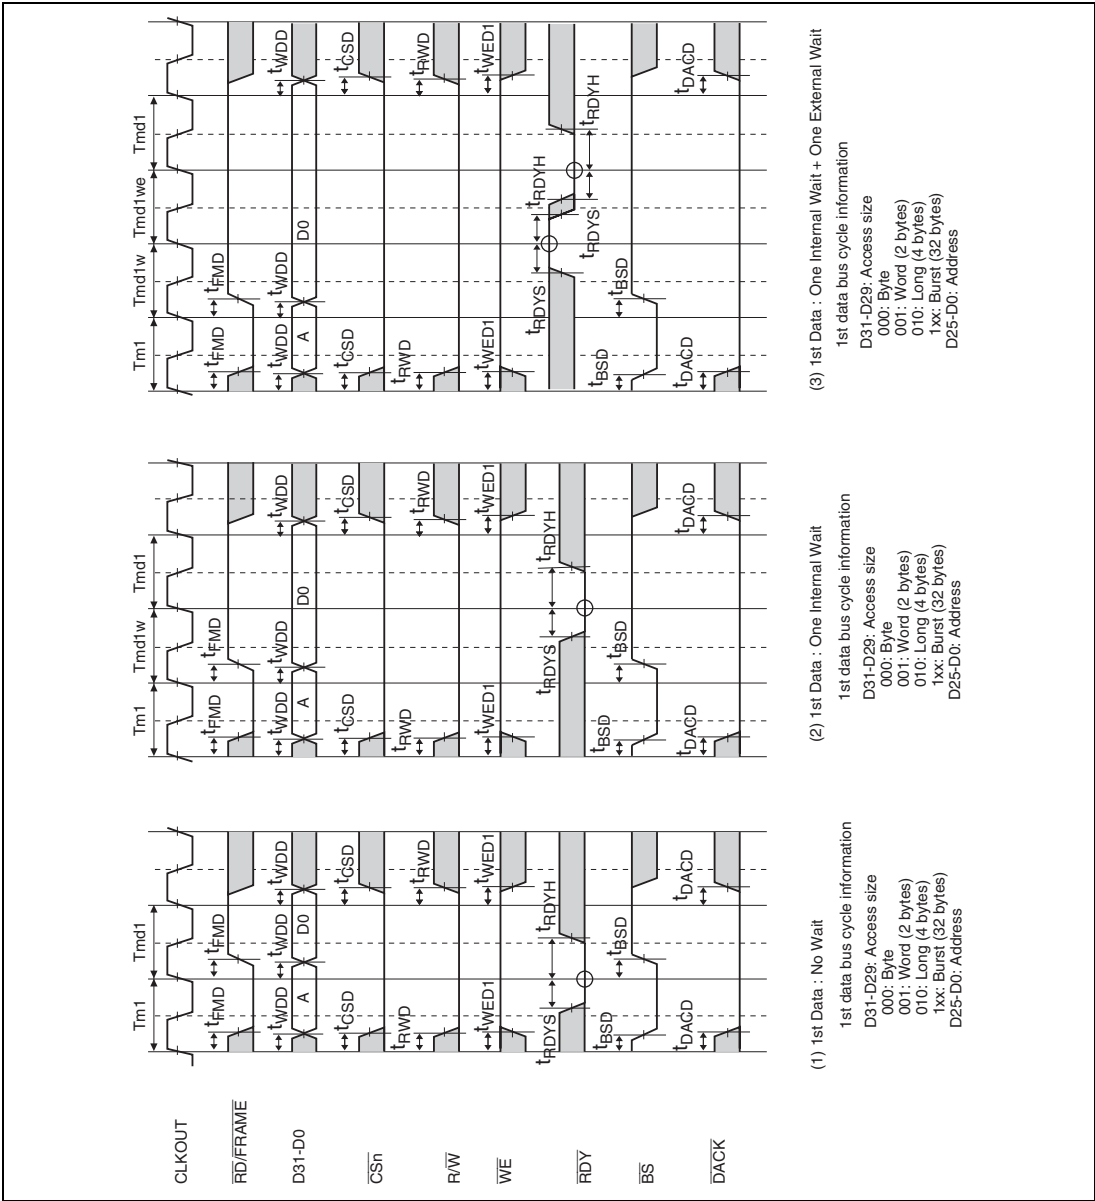 Tm1 Tmd1 Tm1 Tmd1w Tmd1 Tm1 Tmd1w Tmd1we Tmd1
CLKOUT
tFMD tFMD tFMD tFMD tFMD tFMD
RD/FRAME
tWDD tWDD tWDD tWDD tWDD tWDD tWDD tWDD tWDD
D31-D0 A D0 A D0 A D0
tCSD tCSD tCSD tCSD tCSD tCSD
CSn
tRWD tRWD tRWD tRWD tRWD tRWD
R/W
tWED1 tWED1 tWED1 tWED1 tWED1 tWED1
WE
tRDYS tRDYH tRDYS tRDYH tRDYS tRDYH tRDYS tRDYH
RDY
tBSD tBSD tBSD tBSD tBSD tBSD
BS
tDACD tDACD tDACD tDACD tDACD tDACD
DACK
(1) 1st Data : No Wait
1st data bus cycle information
D31-D29: Access size
000: Byte
001: Word (2 bytes)
010: Long (4 bytes)
1xx: Burst (32 bytes)
D25-D0: Address
(2) 1st Data : One Internal Wait
1st data bus cycle information
D31-D29: Access size
000: Byte
001: Word (2 bytes)
010: Long (4 bytes)
1xx: Burst (32 bytes)
D25-D0: Address
(3) 1st Data : One Internal Wait + One External Wait
1st data bus cycle information
D31-D29: Access size
000: Byte
001: Word (2 bytes)
010: Long (4 bytes)
1xx: Burst (32 bytes)
D25-D0: Address